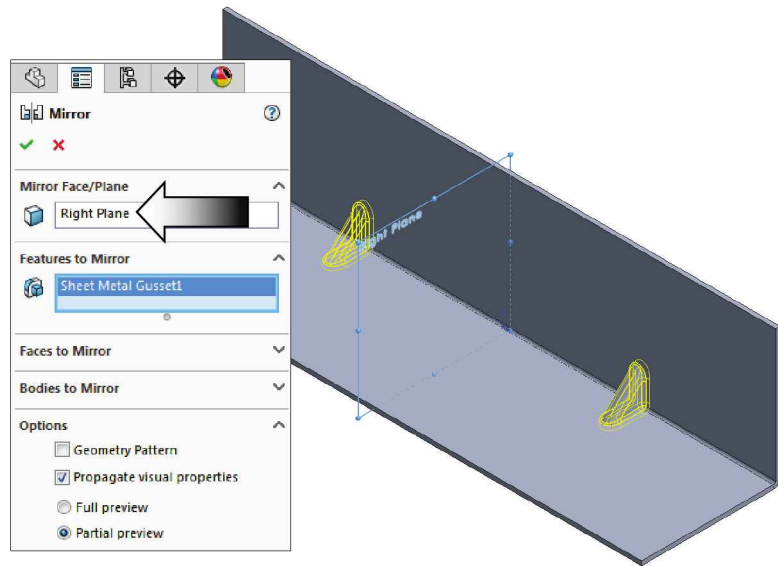 Mirror
Mirror Face/Plane
Right Plane
Features to Mirror
Sheet Metal Gusset1
Faces to Mirror
Bodies to Mirror
Options
Geometry Pattern
Propagate visual properties
Full preview
Partial preview
Right Plane